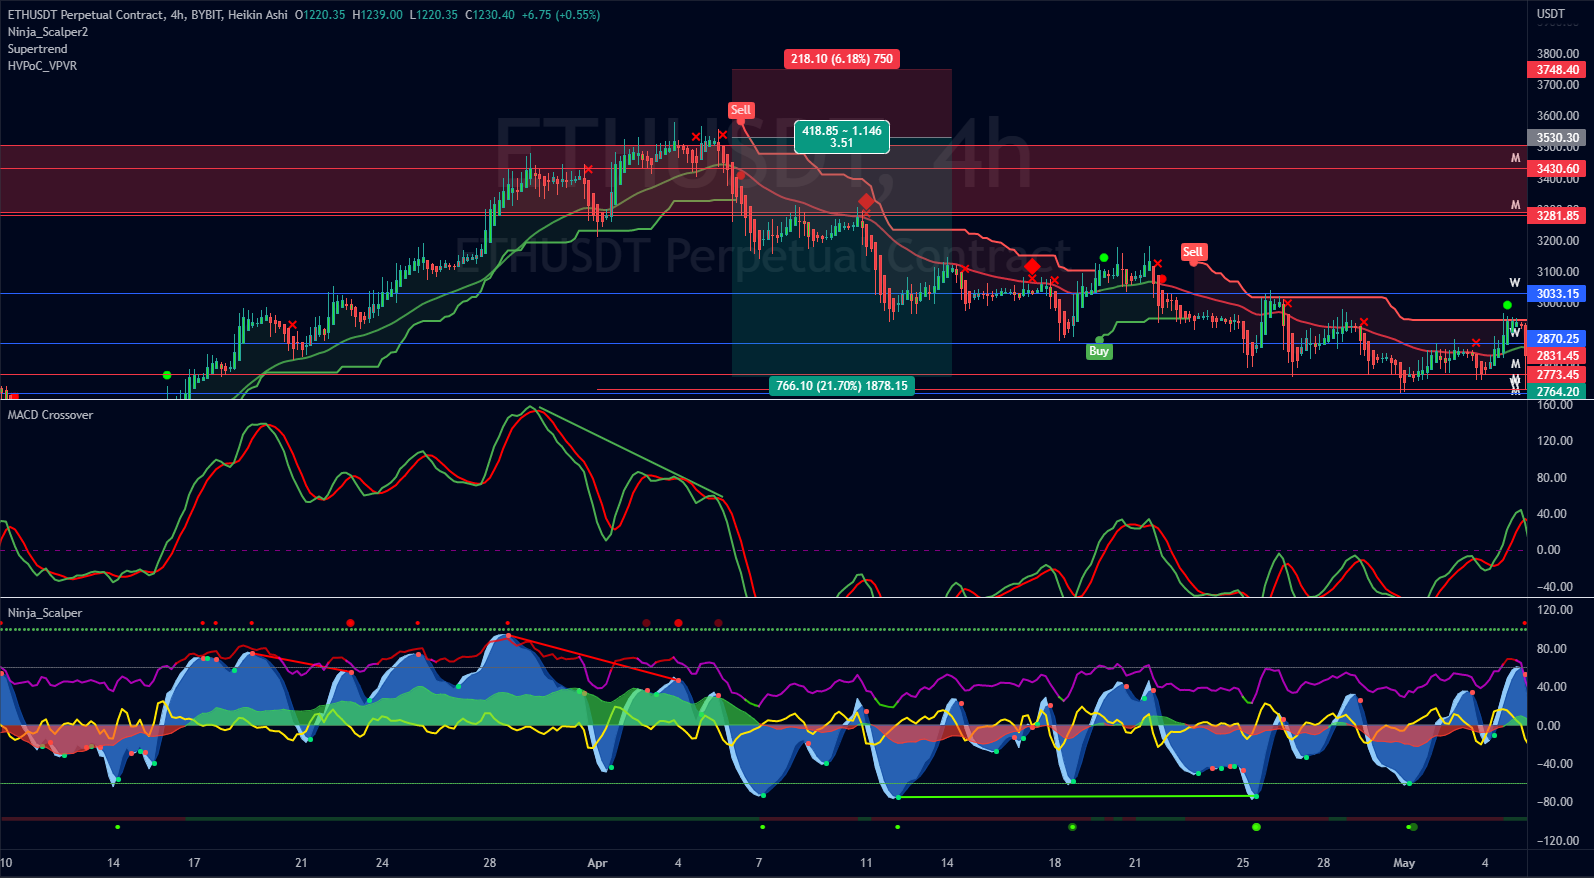 ETHUSDT Perpetual Contract, 4h, BYBIT, Heikin Ashi O1220.35 H1239.00 L1220.35 C1230.40 +6.75 (+0.55%)
Ninja_Scalper2
Supertrend
HVPoC_VPVR
USDT
3800.00
3748.40
3700.00
3600.00
3530.30
3500.00
3430.60
3400.00
3281.85
3200.00
3100.00
3033.15
3000.00
2870.25
2831.45
2773.45
2764.20
218.10 (6.18%) 750
Sell
418.85 ~ 1.146
3.51
ETHUSDT, 4h
ETHUSDT Perpetual Contract
766.10 (21.70%) 1878.15
Buy
Sell
M
M
W
W
M
MACD Crossover
160.00
120.00
80.00
40.00
0.00
−40.00
Ninja_Scalper
120.00
80.00
40.00
0.00
−40.00
−80.00
−120.00
10 14 17 21 24 28 Apr 4 7 11 14 18 21 25 28 May 4